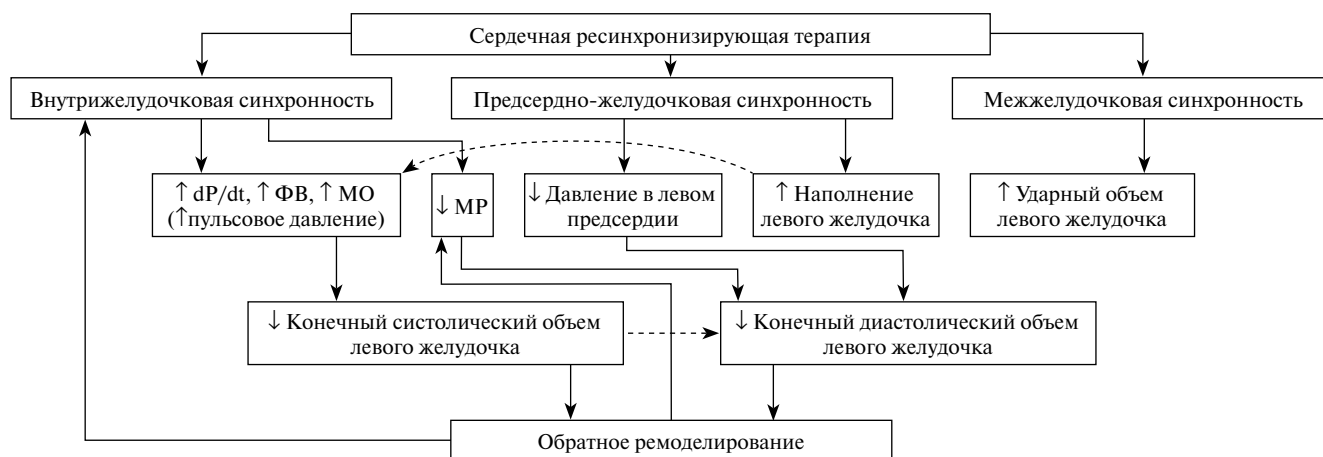 Сердечная ресинхронизирующая терапия
Внутрижелудочковая синхронность
Предсердно-желудочковая синхронность
Межжелудочковая синхронность
↑ dP/dt, ↑ ФВ, ↑ МО
(↑пульсовое давление)
↓ МР
↓ Давление в левом
предсердии
↑ Наполнение
левого желудочка
↑ Ударный объем
левого желудочка
↓ Конечный систолический объем
левого желудочка
↓ Конечный диастолический объем
левого желудочка
Обратное ремоделирование